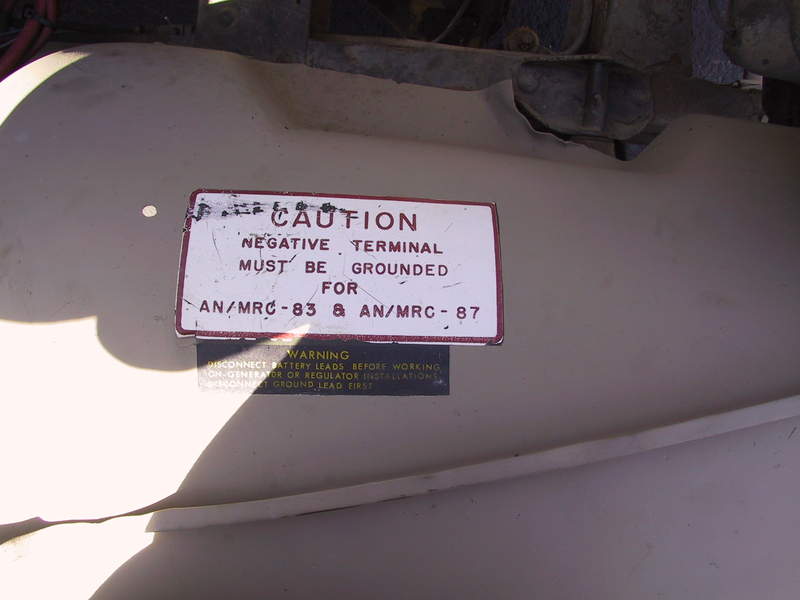 CAUTION
NEGATIVE TERMINAL
MUST BE GROUNDED
FOR
AN/MRC-83 & AN/MRC-87
WARNING
DISCONNECT BATTERY LEADS BEFORE WORKING
ON GENERATOR OR REGULATOR INSTALLATIONS
DISCONNECT GROUND LEAD FIRST